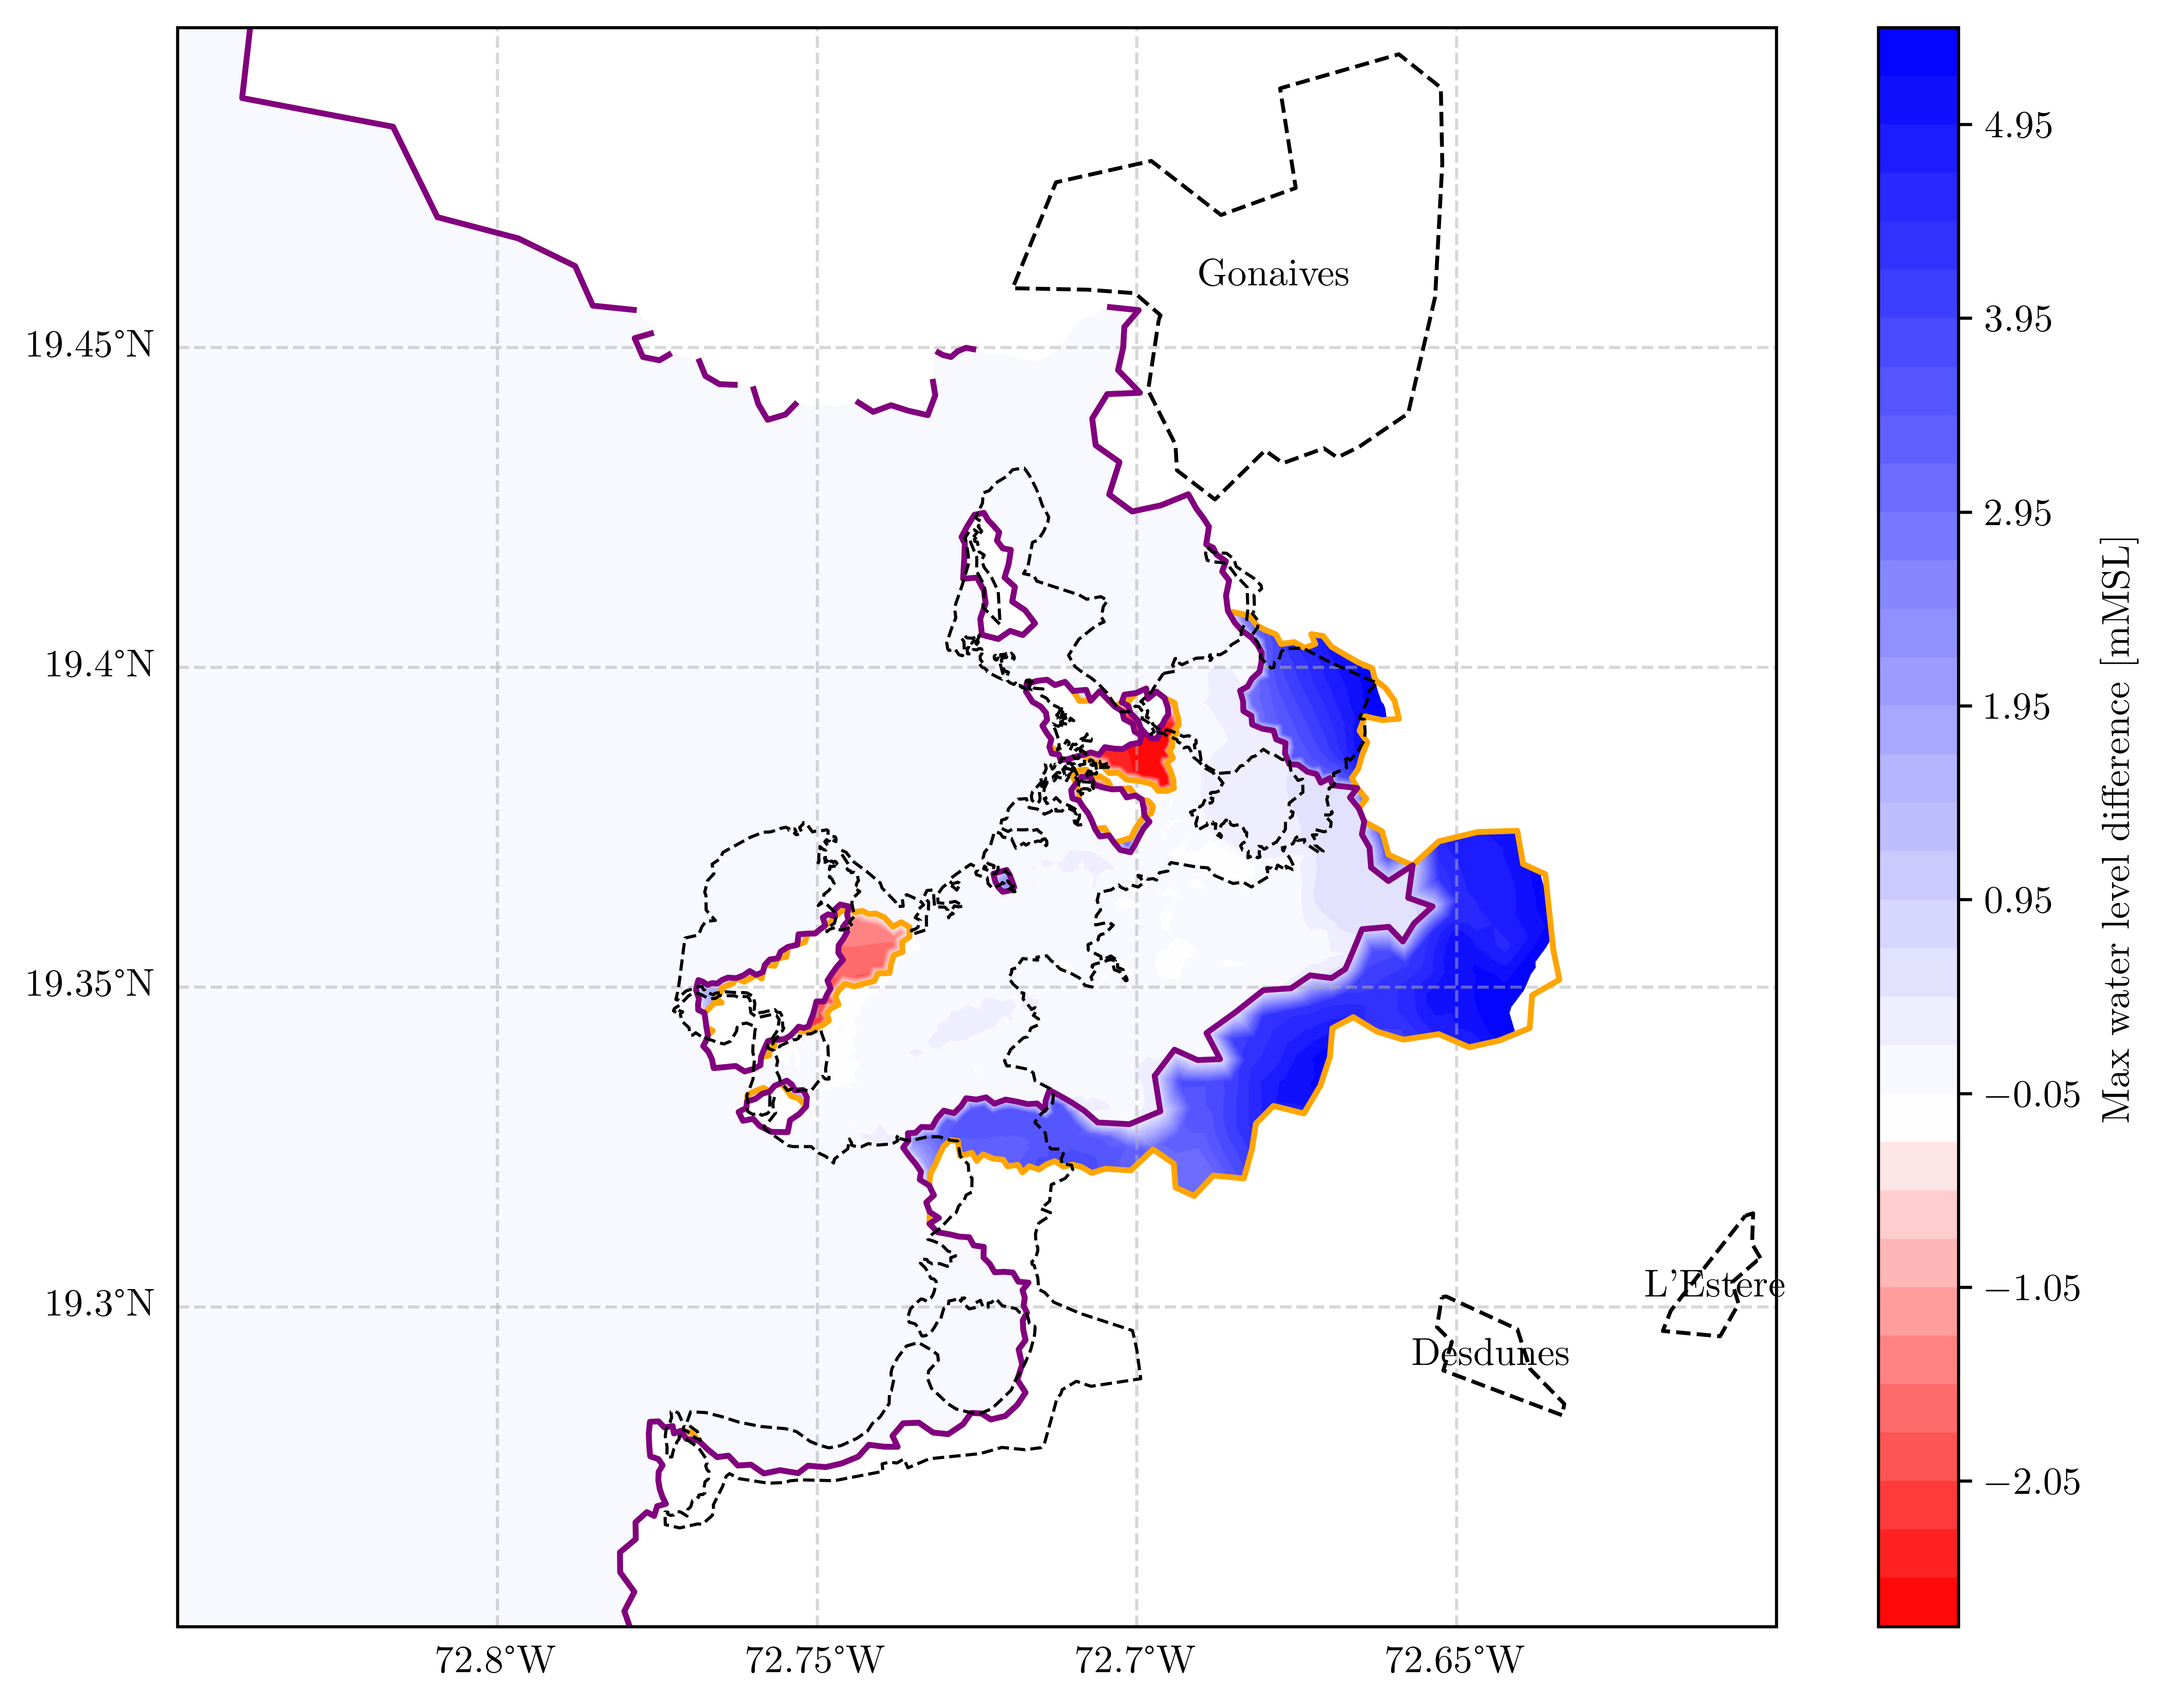 Gonaives
L'Estere
Desdunes
19.45°N
19.4°N
19.35°N
19.3°N
72.8°W
72.75°W
72.7°W
72.65°W
4.95
3.95
2.95
1.95
0.95
−0.05
−1.05
−2.05
Max water level difference [mMSL]